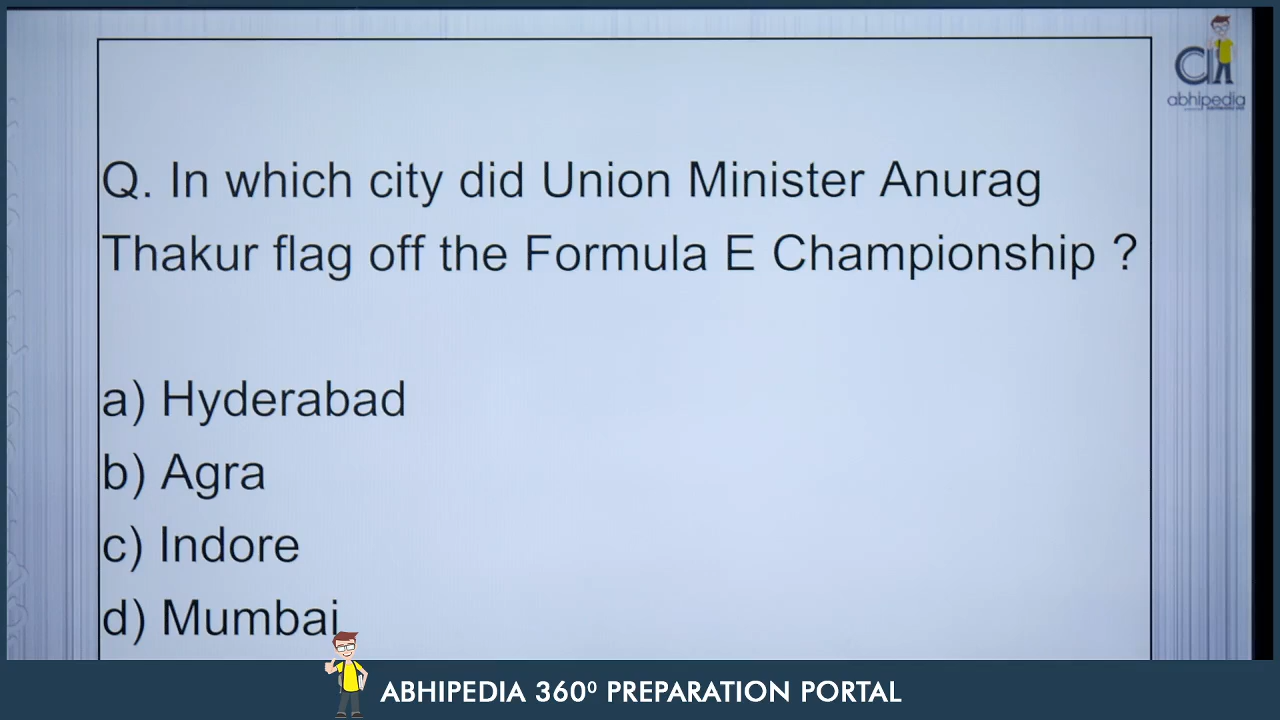 abhipedia
Q. In which city did Union Minister Anurag
Thakur flag off the Formula E Championship ?
a) Hyderabad
b) Agra
c) Indore
d) Mumbai
ABHIPEDIA 360⁰ PREPARATION PORTAL